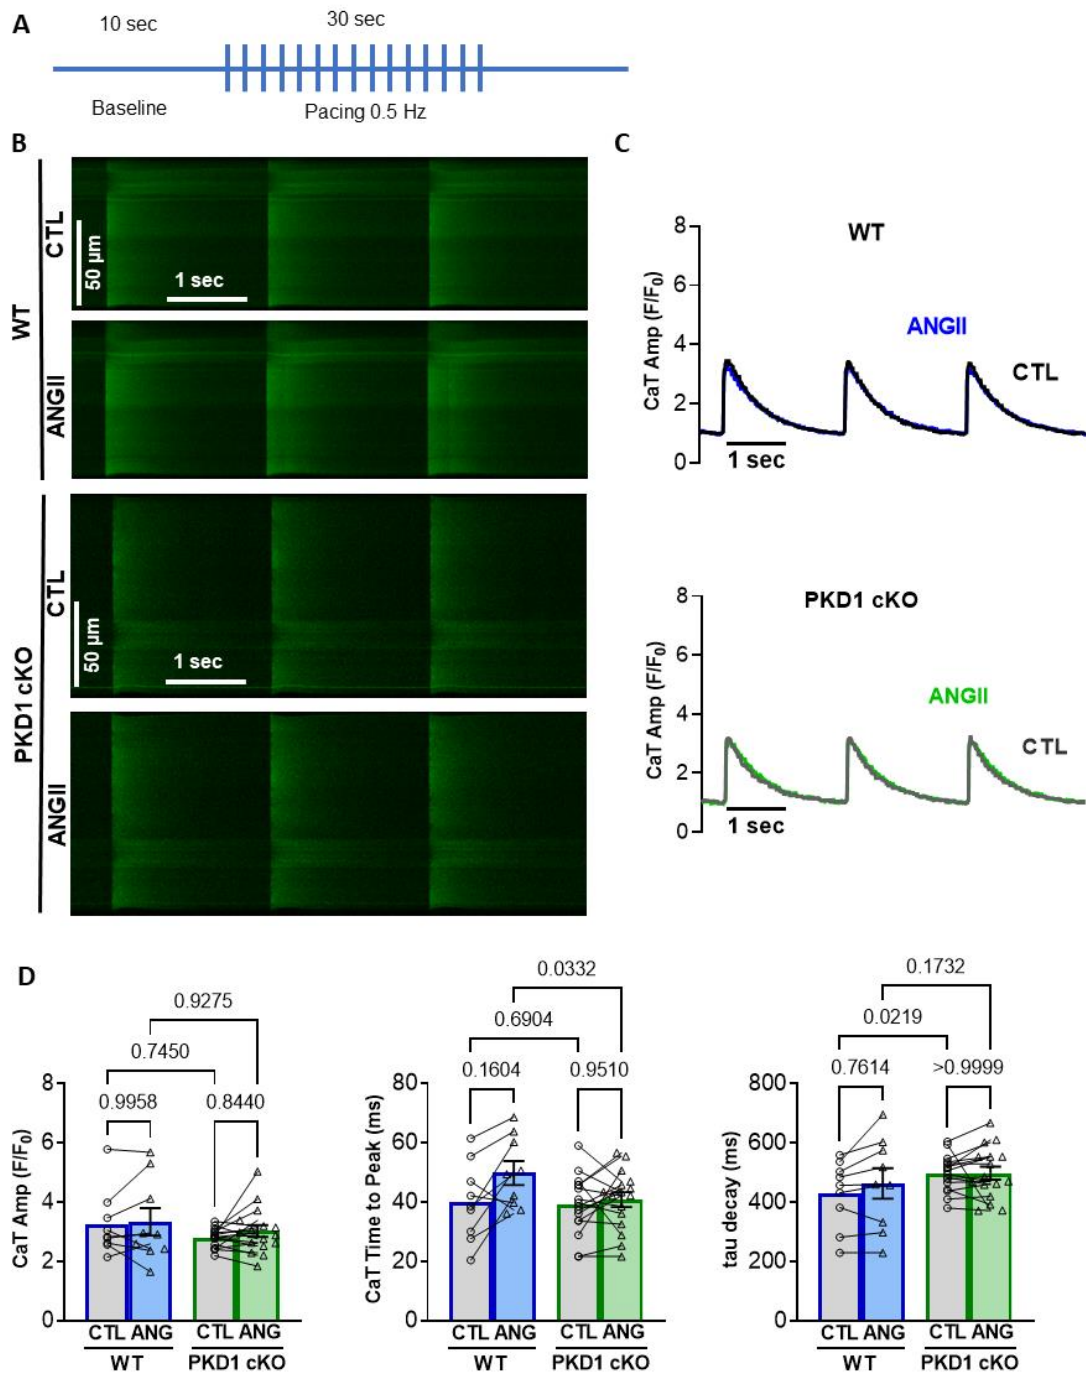 A
10 sec
30 sec
Baseline
Pacing 0.5 Hz
B
WT
CTL
50 µm
1 sec
ANGII
PKD1 cKO
CTL
50 µm
1 sec
ANGII
C
WT
CaT Amp (F/F₀)
8
6
4
2
0
ANGII
CTL
1 sec
PKD1 cKO
CaT Amp (F/F₀)
8
6
4
2
0
ANGII
CTL
1 sec
D
0.9275
0.7450
0.9958
0.8440
CaT Amp (F/F₀)
8
6
4
2
0
CTL ANG
CTL ANG
WT
PKD1 cKO
0.0332
0.6904
0.1604
0.9510
CaT Time to Peak (ms)
80
60
40
20
0
CTL ANG
CTL ANG
WT
PKD1 cKO
0.1732
0.0219
0.7614
>0.9999
tau decay (ms)
800
600
400
200
0
CTL ANG
CTL ANG
WT
PKD1 cKO